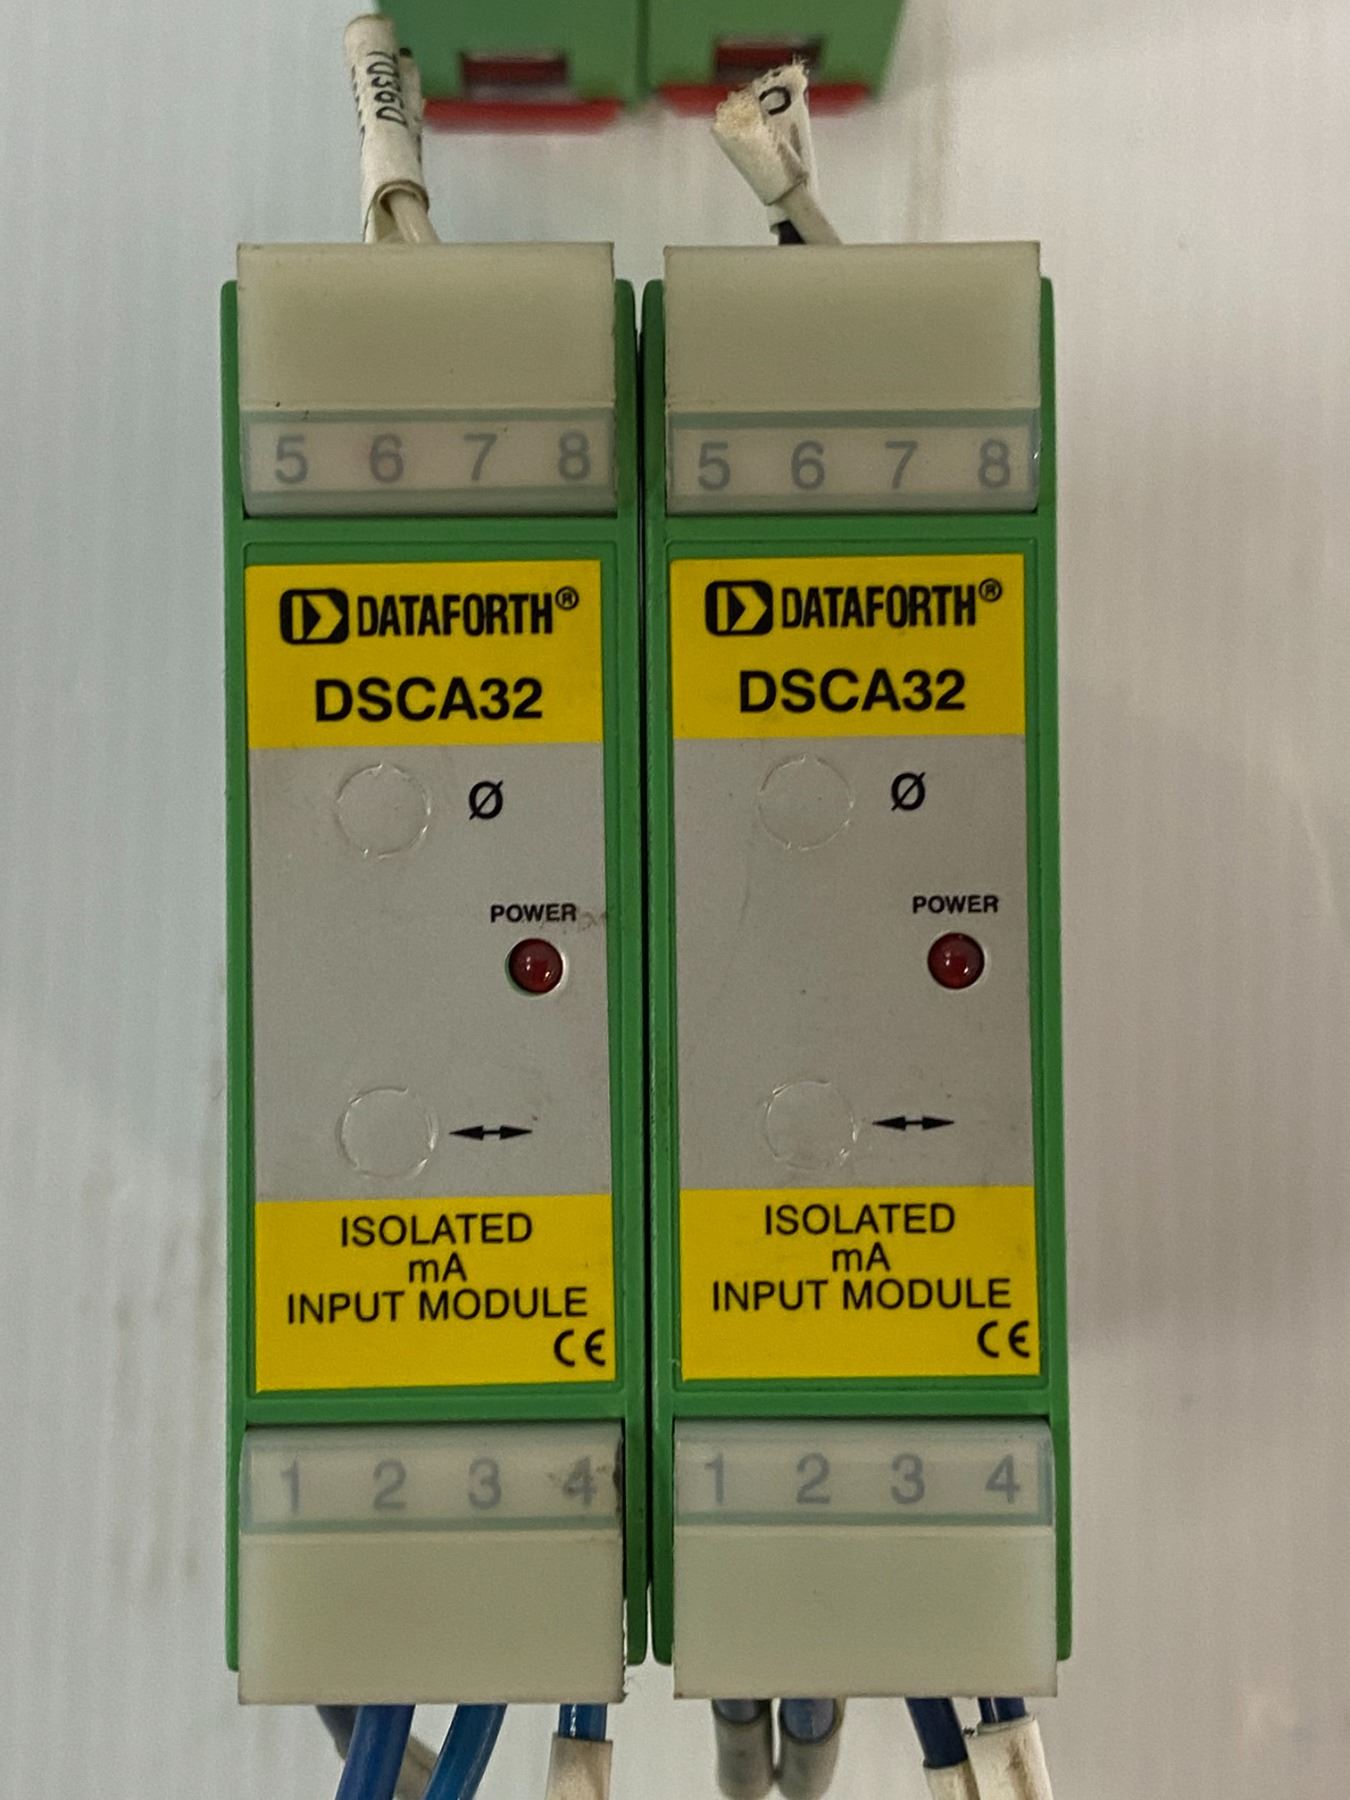 5 6 7 8
DATAFORTH®
DSCA32
Ø
POWER
ISOLATED
mA
INPUT MODULE
CE
1 2 3 4
5 6 7 8
DATAFORTH®
DSCA32
Ø
POWER
ISOLATED
mA
INPUT MODULE
CE
1 2 3 4